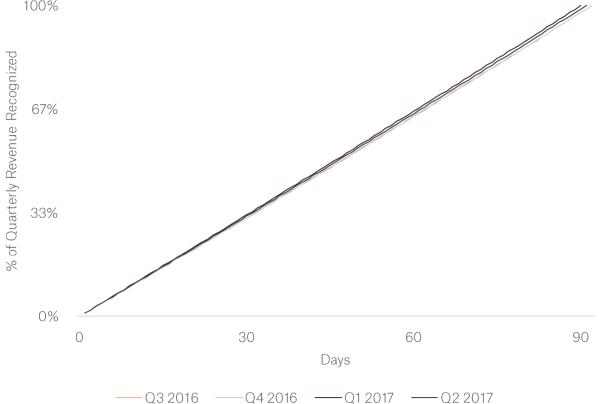 100%
67%
33%
0%
% of Quarterly Revenue Recognized
0 30 60 90
Days
Q3 2016 Q4 2016 Q1 2017 Q2 2017